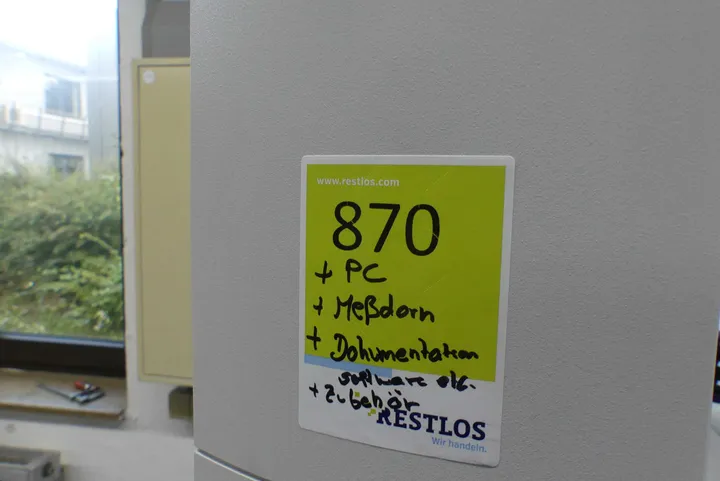 www.restlos.com
870
+ PC
+ Meßdorn
+ Dokumentation
software etc.
+ Zubehör
RESTLOS
Wir handeln.